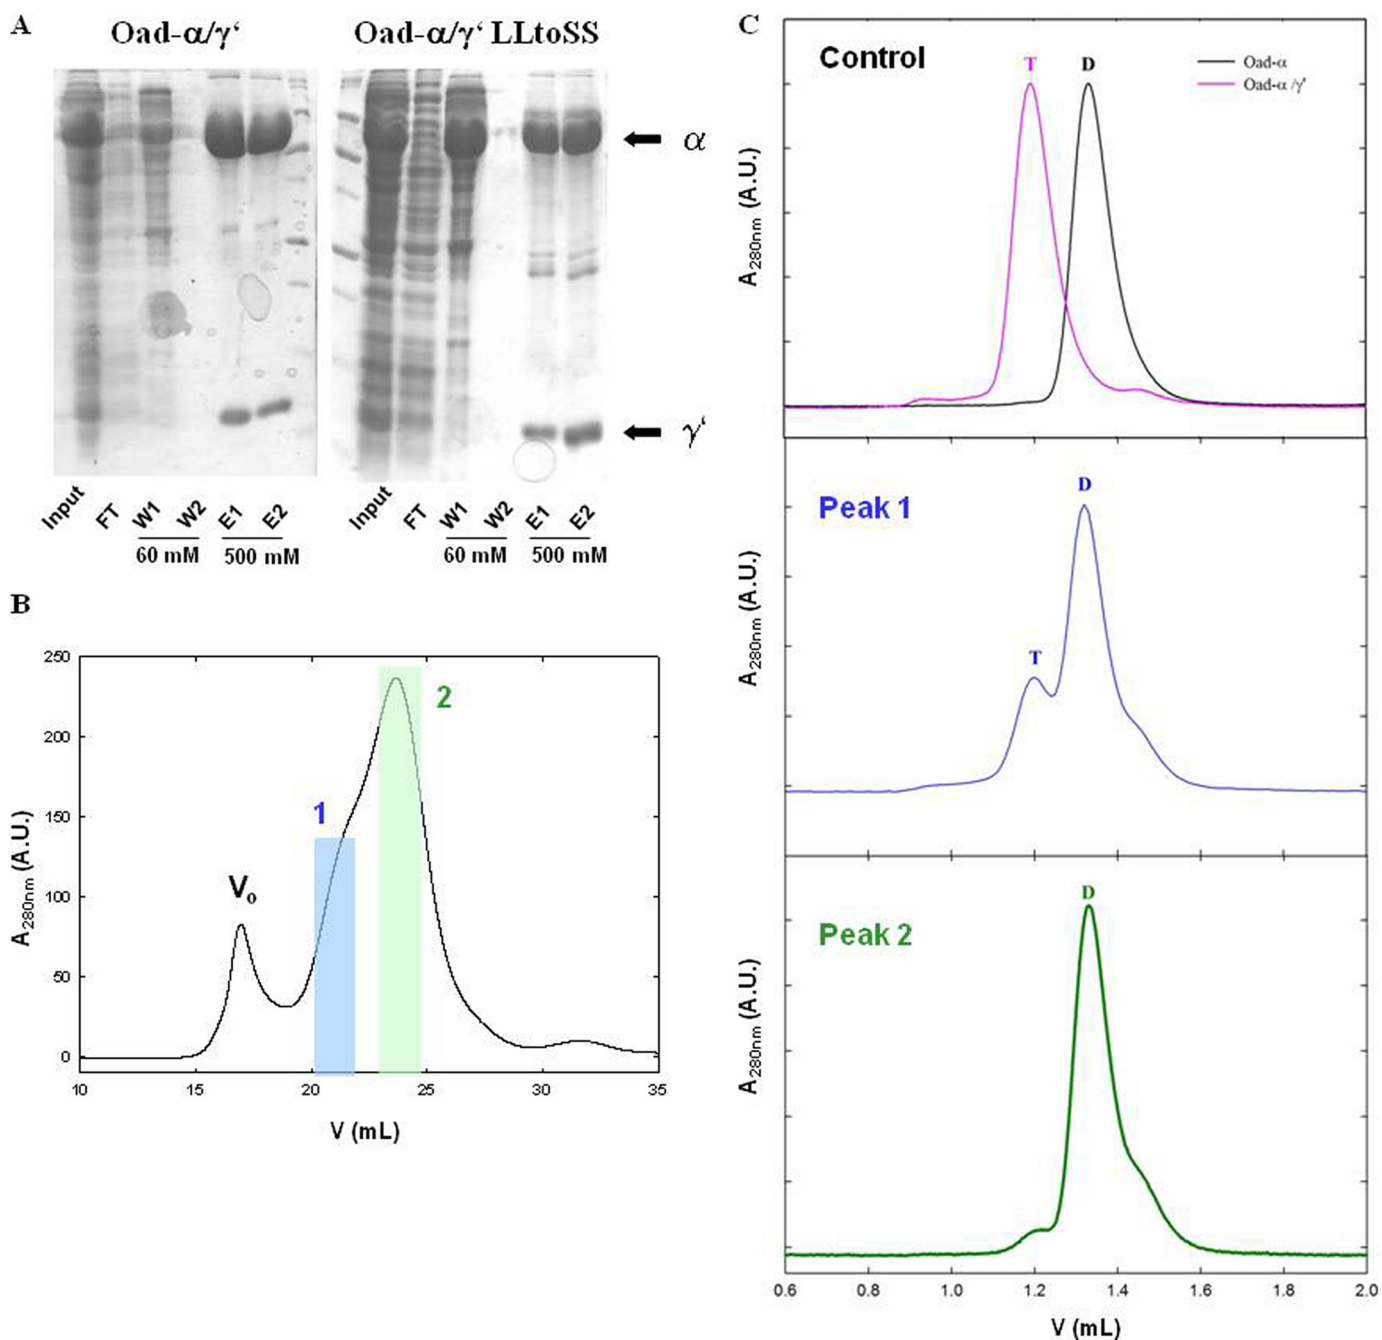 A
Oad-α/γ‘
Oad-α/γ‘ LLtoSS
α
γ‘
Input FT W1 W2 E1 E2
60 mM 500 mM
Input FT W1 W2 E1 E2
60 mM 500 mM
B
250
200
150
100
50
0
10 15 20 25 30 35
A280nm (A.U.)
V (mL)
V0
1
2
C
Control
T D
Oad-α
Oad-α /γ'
A280nm (A.U.)
Peak 1
T
D
A280nm (A.U.)
Peak 2
D
A280nm (A.U.)
0.6 0.8 1.0 1.2 1.4 1.6 1.8 2.0
V (mL)